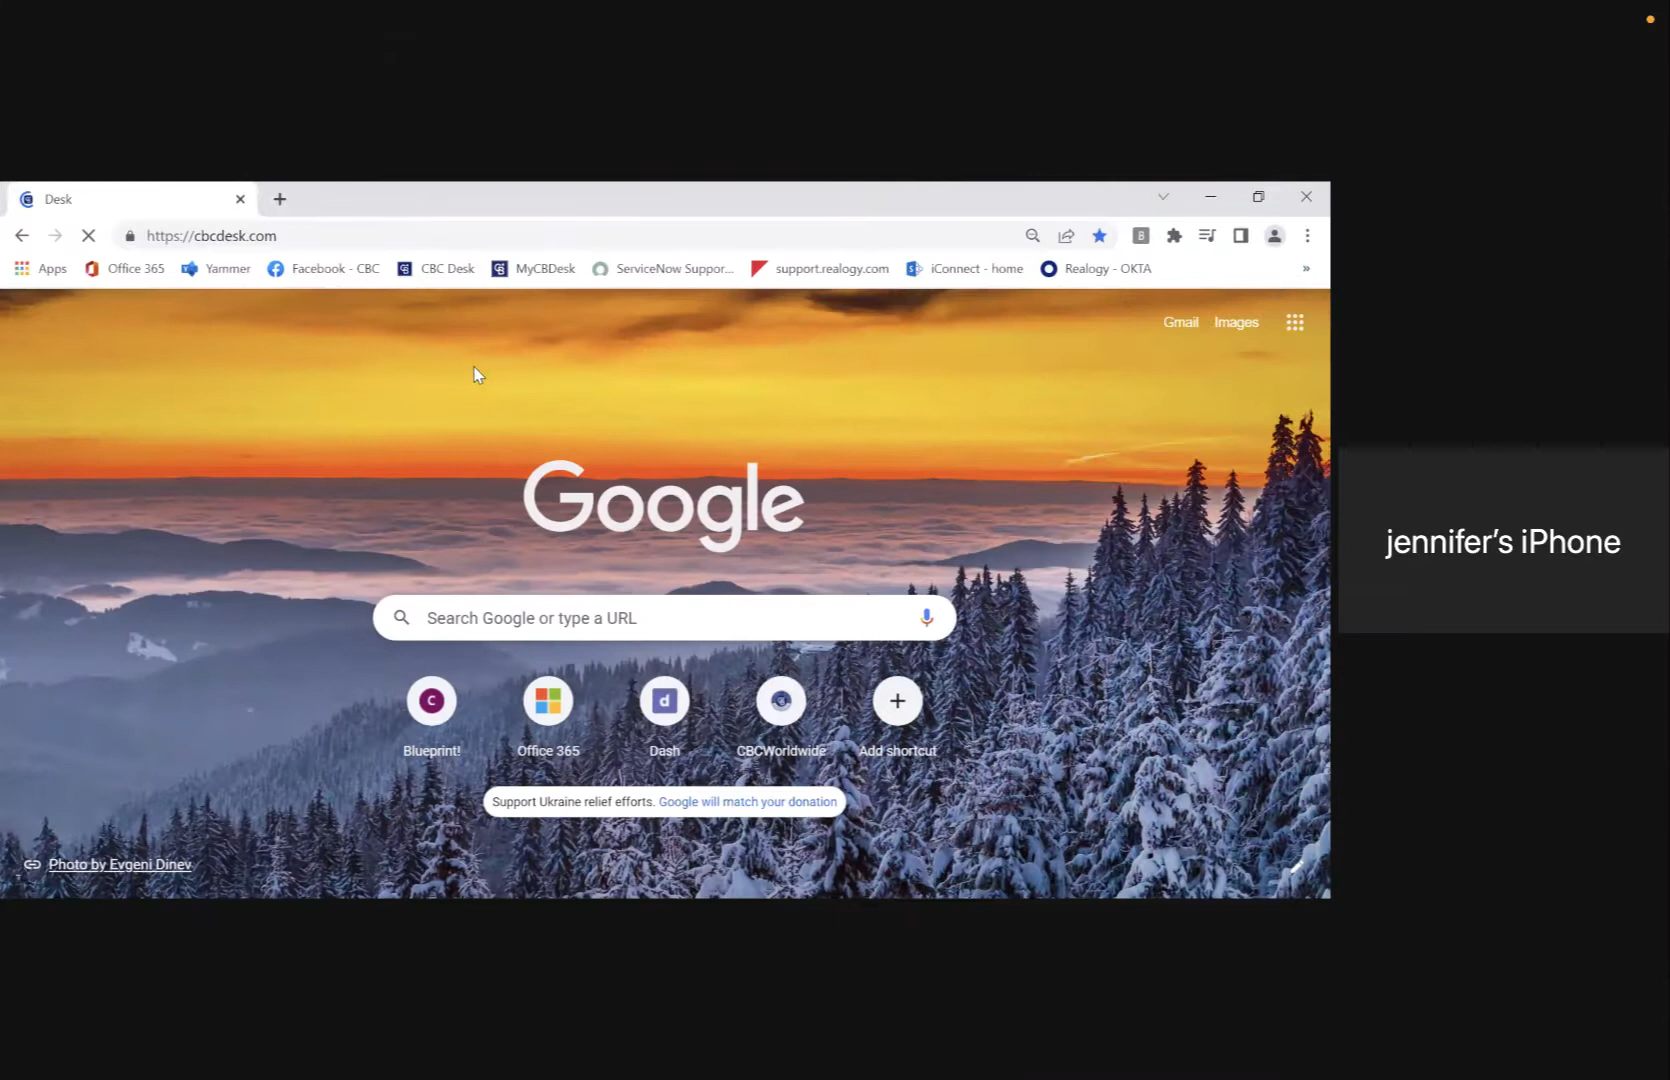 Desk
https://cbcdesk.com
Apps Office 365 Yammer Facebook - CBC CBC Desk MyCBDesk ServiceNow Suppor... support.realogy.com iConnect - home Realogy - OKTA »
Gmail Images
Google
jennifer’s iPhone
Search Google or type a URL
C d
Blueprint! Office 365 Dash CBCWorldwide Add shortcut
Support Ukraine relief efforts. Google will match your donation
Photo by Evgeni Dinev